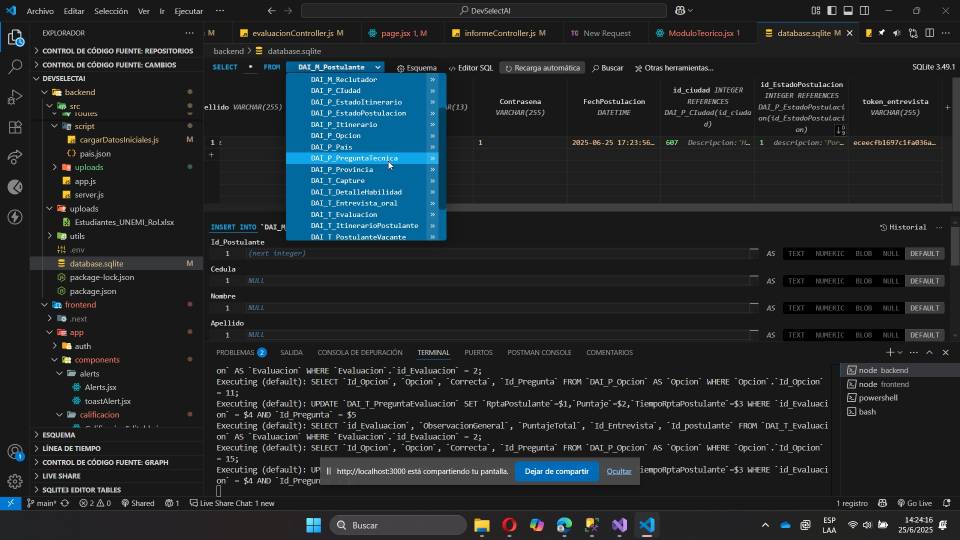 Archivo Editar Selección Ver Ir Ejecutar ··· DevSelectAI
EXPLORADOR ···
M evaluacionController.js M page.jsx 1, M informeController.js M New Request ModuloTeorico.jsx 1 database.sqlite M
CONTROL DE CÓDIGO FUENTE: REPOSITORIOS
CONTROL DE CÓDIGO FUENTE: CAMBIOS
DEVSELECTAI
backend
src
routes
script
cargarDatosIniciales.js M
pais.json
uploads
app.js
server.js
uploads
Estudiantes_UNEMI_Rol.xlsx
utils
.env
database.sqlite M
package-lock.json
package.json
frontend
.next
app
auth
components
alerts
Alerts.jsx
toastAlert.jsx
calificacion
ESQUEMA
LÍNEA DE TIEMPO
CONTROL DE CÓDIGO FUENTE: GRAPH
LIVE SHARE
SQLITE3 EDITOR TABLES
backend > database.sqlite
SELECT * FROM DAI_M_Postulante Esquema Editor SQL Recarga automática Buscar Otras herramientas... SQLite 3.49.1
DAI_M_Reclutador »
DAI_P_CIudad »
DAI_P_EstadoItinerario »
DAI_P_EstadoPostulacion »
DAI_P_Itinerario »
DAI_P_Opcion »
DAI_P_Pais »
DAI_P_PreguntaTecnica »
DAI_P_Provincia »
DAI_T_Capture »
DAI_T_DetalleHabilidad »
DAI_T_Entrevista_oral »
DAI_T_Evaluacion »
DAI_T_ItinerarioPostulante »
DAI_T_PostulanteVacante »
ellido VARCHAR(255)
(13)
Contrasena VARCHAR(255)
FechPostulacion DATETIME
id_ciudad INTEGER REFERENCES DAI_P_CIudad(id_ciudad)
id_EstadoPostulacion INTEGER REFERENCES DAI_P_EstadoPostulacion(id_EstadoPostulacion)
token_entrevista VARCHAR(255)
1 1 2025-06-25 17:23:56… 607 Descripcion: 1 Descripcion:"Por… ececfb1697c1fa036a…
+
INSERT INTO Historial ···
Id_Postulante
1 (next integer) AS TEXT NUMERIC BLOB NULL DEFAULT
Cedula
1 NULL AS TEXT NUMERIC BLOB NULL DEFAULT
Nombre
1 NULL AS TEXT NUMERIC BLOB NULL DEFAULT
Apellido
1 NULL AS TEXT NUMERIC BLOB NULL DEFAULT
PROBLEMAS 2 SALIDA CONSOLA DE DEPURACIÓN TERMINAL PUERTOS POSTMAN CONSOLE COMENTARIOS
on` AS `Evaluacion` WHERE `Evaluacion`.`id_Evaluacion` = 2;
Executing (default): SELECT `Id_Opcion`, `Opcion`, `Correcta`, `Id_Pregunta` FROM `DAI_P_Opcion` AS `Opcion` WHERE `Opcion`.`Id_Opcion`
= 11;
Executing (default): UPDATE `DAI_T_PreguntaEvaluacion` SET `RptaPostulante`=$1,`Puntaje`=$2,`TiempoRptaPostulante`=$3 WHERE `id_Evaluaci
on` = $4 AND `Id_Pregunta` = $5
Executing (default): SELECT `id_Evaluacion`, `ObservacionGeneral`, `PuntajeTotal`, `Id_Entrevista`, `Id_postulante` FROM `DAI_T_Evaluaci
on` AS `Evaluacion` WHERE `Evaluacion`.`id_Evaluacion` = 2;
Executing (default): SELECT `Id_Opcion`, `Opcion`, `Correcta`, `Id_Pregunta` FROM `DAI_P_Opcion` AS `Opcion` WHERE `Opcion`.`Id_Opcion`
= 15;
Executing (default): UP TiempoRptaPostulante`=$3 WHERE `id_Evaluaci
on` = $4 AND `Id_Pregun
node backend
node frontend
powershell
bash
http://localhost:3000 está compartiendo tu pantalla. Dejar de compartir Ocultar
main* 2 0 Shared 1 Live Share Chat: 1 new 1 registro Go Live
Buscar
ESP
LAA
14:24:16
25/6/2025